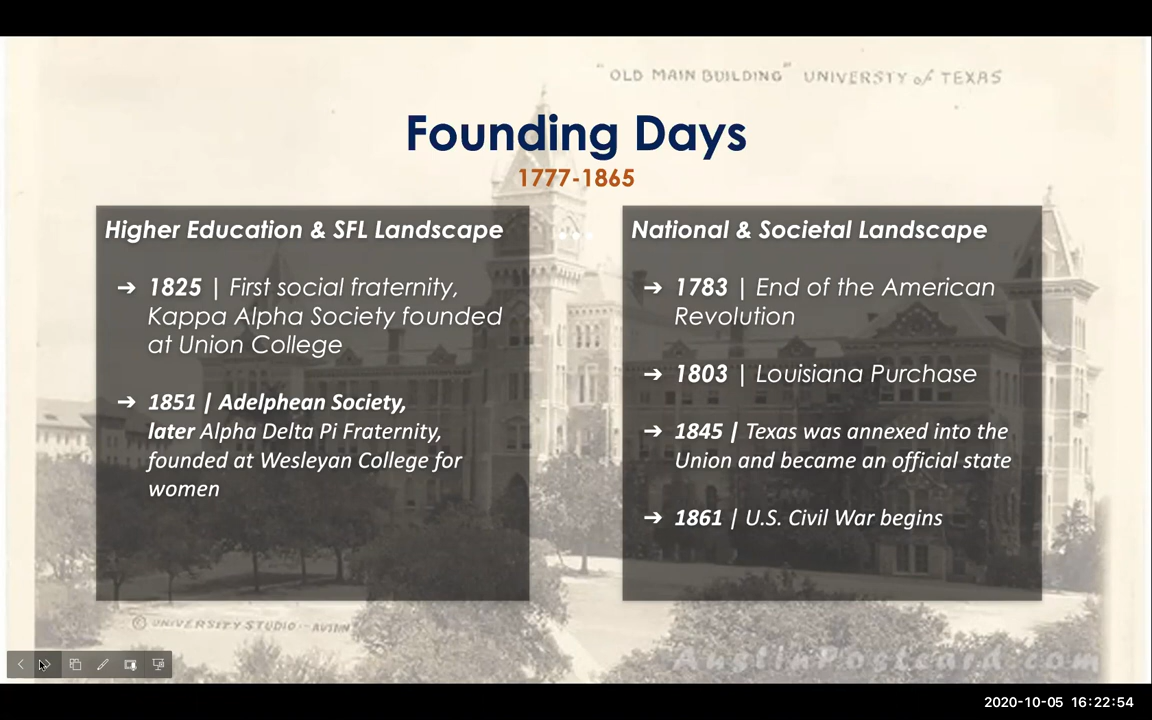 "OLD MAIN BUILDING" UNIVERSITY of TEXAS
Founding Days
1777-1865
Higher Education & SFL Landscape
➔ 1825 | First social fraternity,
Kappa Alpha Society founded
at Union College
➔ 1851 | Adelphean Society,
later Alpha Delta Pi Fraternity,
founded at Wesleyan College for
women
National & Societal Landscape
➔ 1783 | End of the American
Revolution
➔ 1803 | Louisiana Purchase
➔ 1845 | Texas was annexed into the
Union and became an official state
➔ 1861 | U.S. Civil War begins
© UNIVERSITY STUDIO - AUSTIN
AustinPostcard.com
2020-10-05 16:22:54